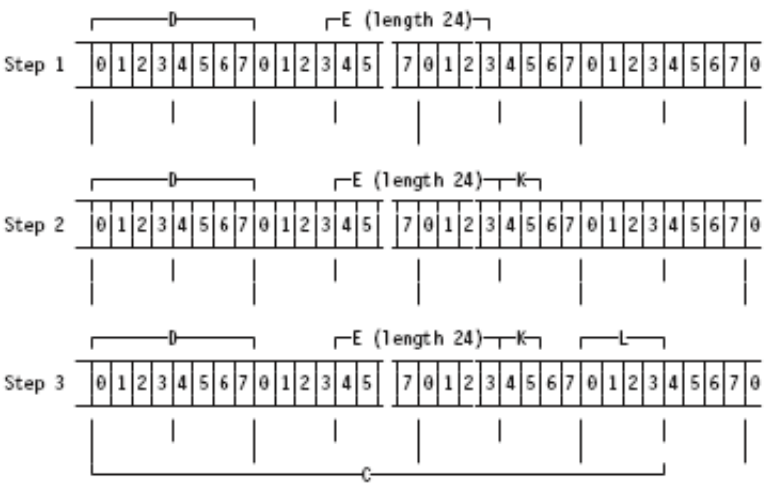 D E (length 24)
Step 1 0 1 2 3 4 5 6 7 0 1 2 3 4 5 7 0 1 2 3 4 5 6 7 0 1 2 3 4 5 6 7 0
D E (length 24) K
Step 2 0 1 2 3 4 5 6 7 0 1 2 3 4 5 7 0 1 2 3 4 5 6 7 0 1 2 3 4 5 6 7 0
D E (length 24) K L
Step 3 0 1 2 3 4 5 6 7 0 1 2 3 4 5 7 0 1 2 3 4 5 6 7 0 1 2 3 4 5 6 7 0
C